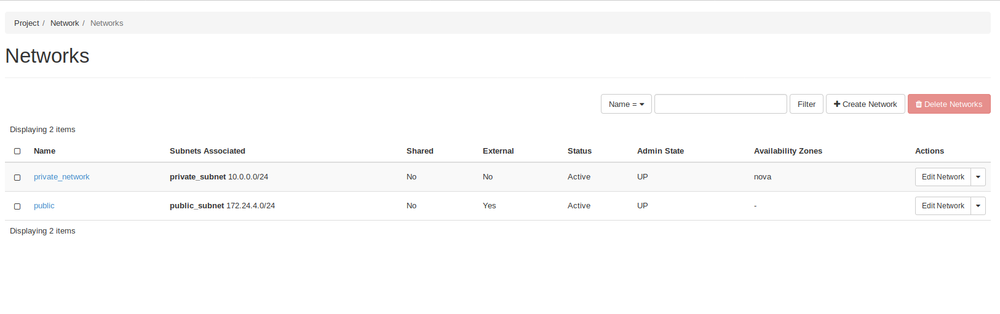 Project / Network / Networks
Networks
Name = Filter Create Network Delete Networks
Displaying 2 items
Name Subnets Associated Shared External Status Admin State Availability Zones Actions
private_network private_subnet 10.0.0.0/24 No No Active UP nova Edit Network
public public_subnet 172.24.4.0/24 No Yes Active UP - Edit Network
Displaying 2 items